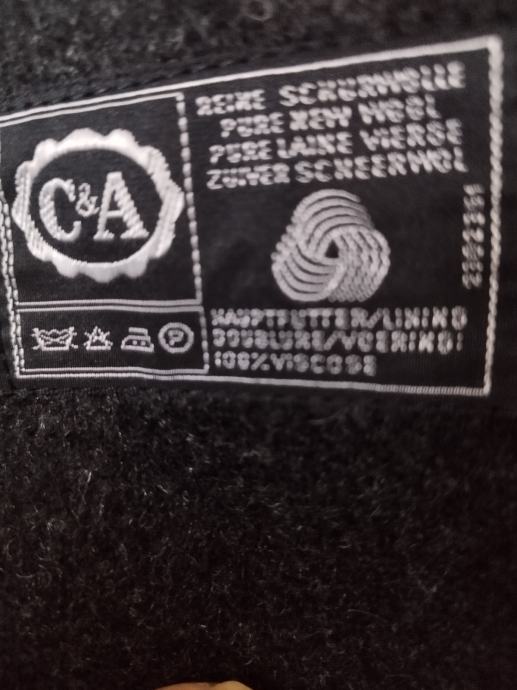 C&A
REINE SCHURWOLLE
PURE NEW WOOL
PURE LAINE VIERGE
ZUIVER SCHEERWOL
HAUPTFUTTER/LINING
DOUBLURE/VOERING:
100% VISCOSE
P